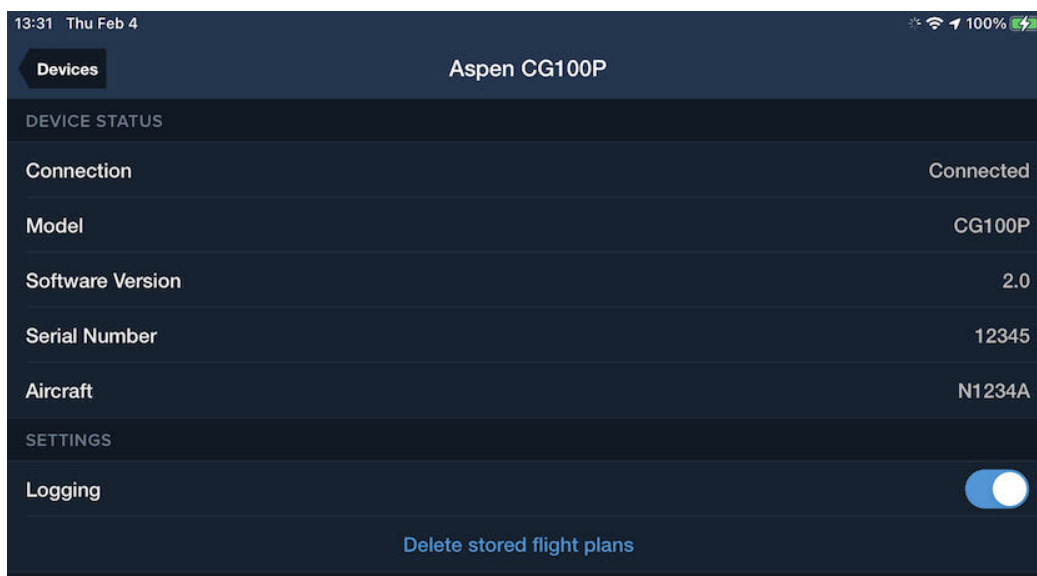 13:31 Thu Feb 4 100%
Devices Aspen CG100P
DEVICE STATUS
Connection Connected
Model CG100P
Software Version 2.0
Serial Number 12345
Aircraft N1234A
SETTINGS
Logging
Delete stored flight plans